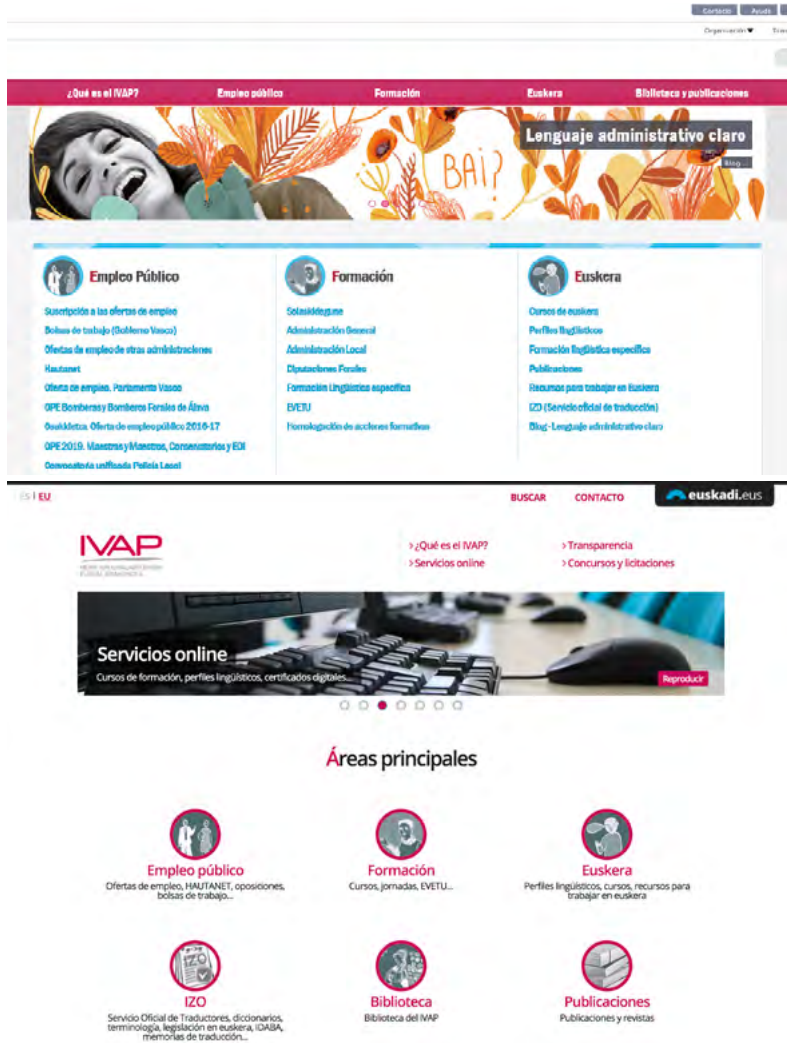 Contacto Ayuda
Organización▼
¿Qué es el IVAP? Empleo público Formación Euskera Biblioteca y publicaciones
Lenguaje administrativo claro
BAi?
Blog...
Empleo Público
Suscripción a las ofertas de empleo
Bolsas de trabajo (Gobierno Vasco)
Ofertas de empleo de otras administraciones
Hautanet
Oferta de empleo. Parlamento Vasco
OPE Bomberas y Bomberos Forales de Álava
Osakidetza. Oferta de empleo público 2016-17
OPE 2019. Maestras y Maestros, Conservatorios y EOI
Convocatoria unificada Policía Local
Formación
Solaskidegune
Administración General
Administración Local
Diputaciones Forales
Formación Lingüística específica
EVETU
Homologación de acciones formativas
Euskera
Cursos de euskera
Perfiles lingüísticos
Formación lingüística específica
Publicaciones
Recursos para trabajar en Euskera
IZO (Servicio oficial de traducción)
Blog - Lenguaje administrativo claro
ES | EU
BUSCAR CONTACTO euskadi.eus
IVAP
> ¿Qué es el IVAP? > Transparencia
> Servicios online > Concursos y licitaciones
Servicios online
Cursos de formación, perfiles lingüísticos, certificados digitales...
Reproducir
Áreas principales
Empleo público
Ofertas de empleo, HAUTANET, oposiciones,
bolsas de trabajo...
Formación
Cursos, jornadas, EVETU...
Euskera
Perfiles lingüísticos, cursos, recursos para
trabajar en euskera
IZO
IZO
Servicio Oficial de Traductores, diccionarios,
terminología, legislación en euskera, IDABA,
memorias de traducción...
Biblioteca
Biblioteca del IVAP
Publicaciones
Publicaciones y revistas